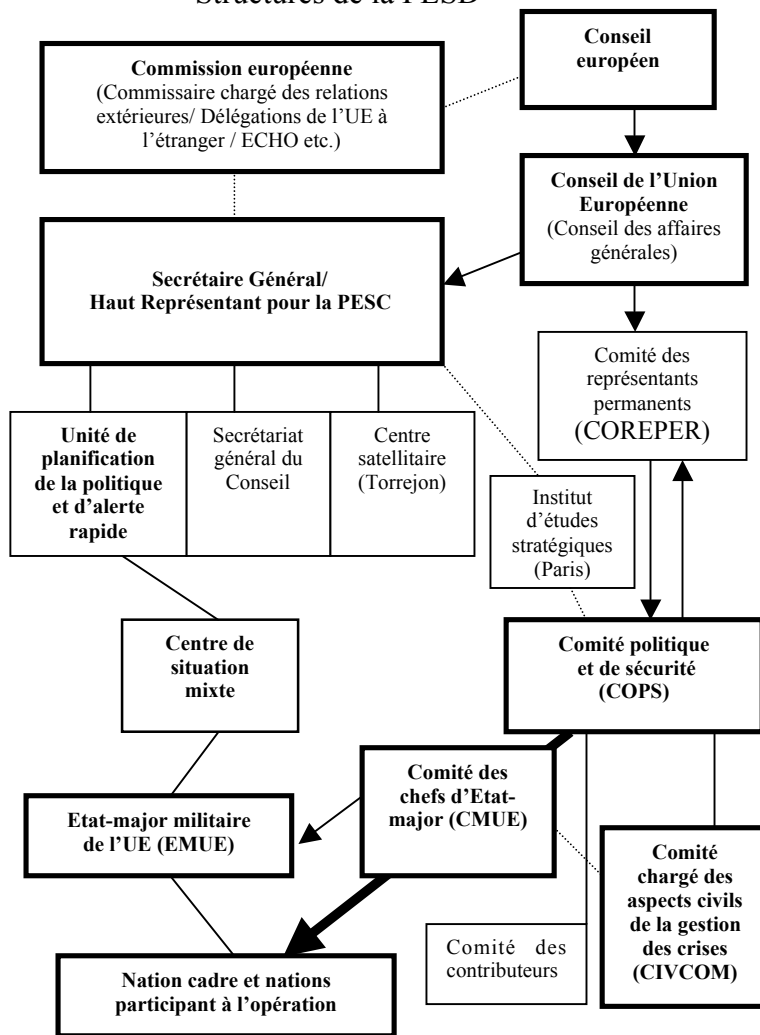 Structures de la PESD
Commission européenne
(Commissaire chargé des relations
extérieures/ Délégations de l'UE à
l'étranger / ECHO etc.)
Conseil
européen
Conseil de l'Union
Européenne
(Conseil des affaires
générales)
Secrétaire Général/
Haut Représentant pour la PESC
Comité des
représentants
permanents
(COREPER)
Unité de
planification
de la politique
et d'alerte
rapide
Secrétariat
général du
Conseil
Centre
satellitaire
(Torrejon)
Institut
d'études
stratégiques
(Paris)
Centre de
situation
mixte
Comité politique
et de sécurité
(COPS)
Comité des
chefs d'Etat-
major (CMUE)
Etat-major militaire
de l'UE (EMUE)
Comité
chargé des
aspects civils
de la gestion
des crises
(CIVCOM)
Comité des
contributeurs
Nation cadre et nations
participant à l'opération